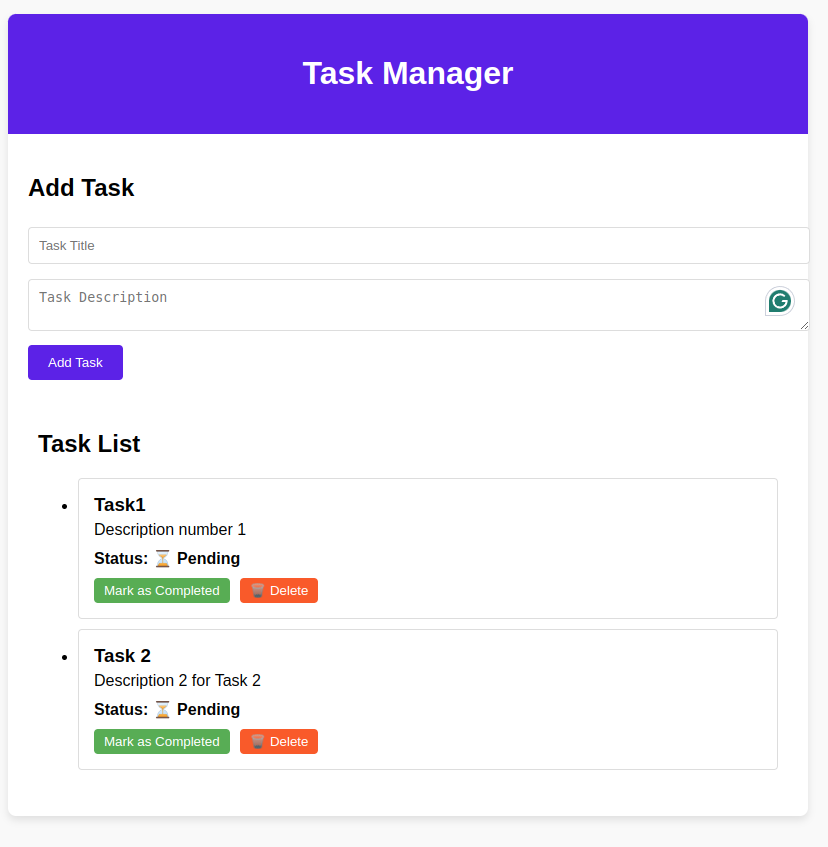 Task Manager
Add Task
Task Title
Task Description
Add Task
Task List
Task1
Description number 1
Status: ⏳ Pending
Mark as Completed 🗑️ Delete
Task 2
Description 2 for Task 2
Status: ⏳ Pending
Mark as Completed 🗑️ Delete